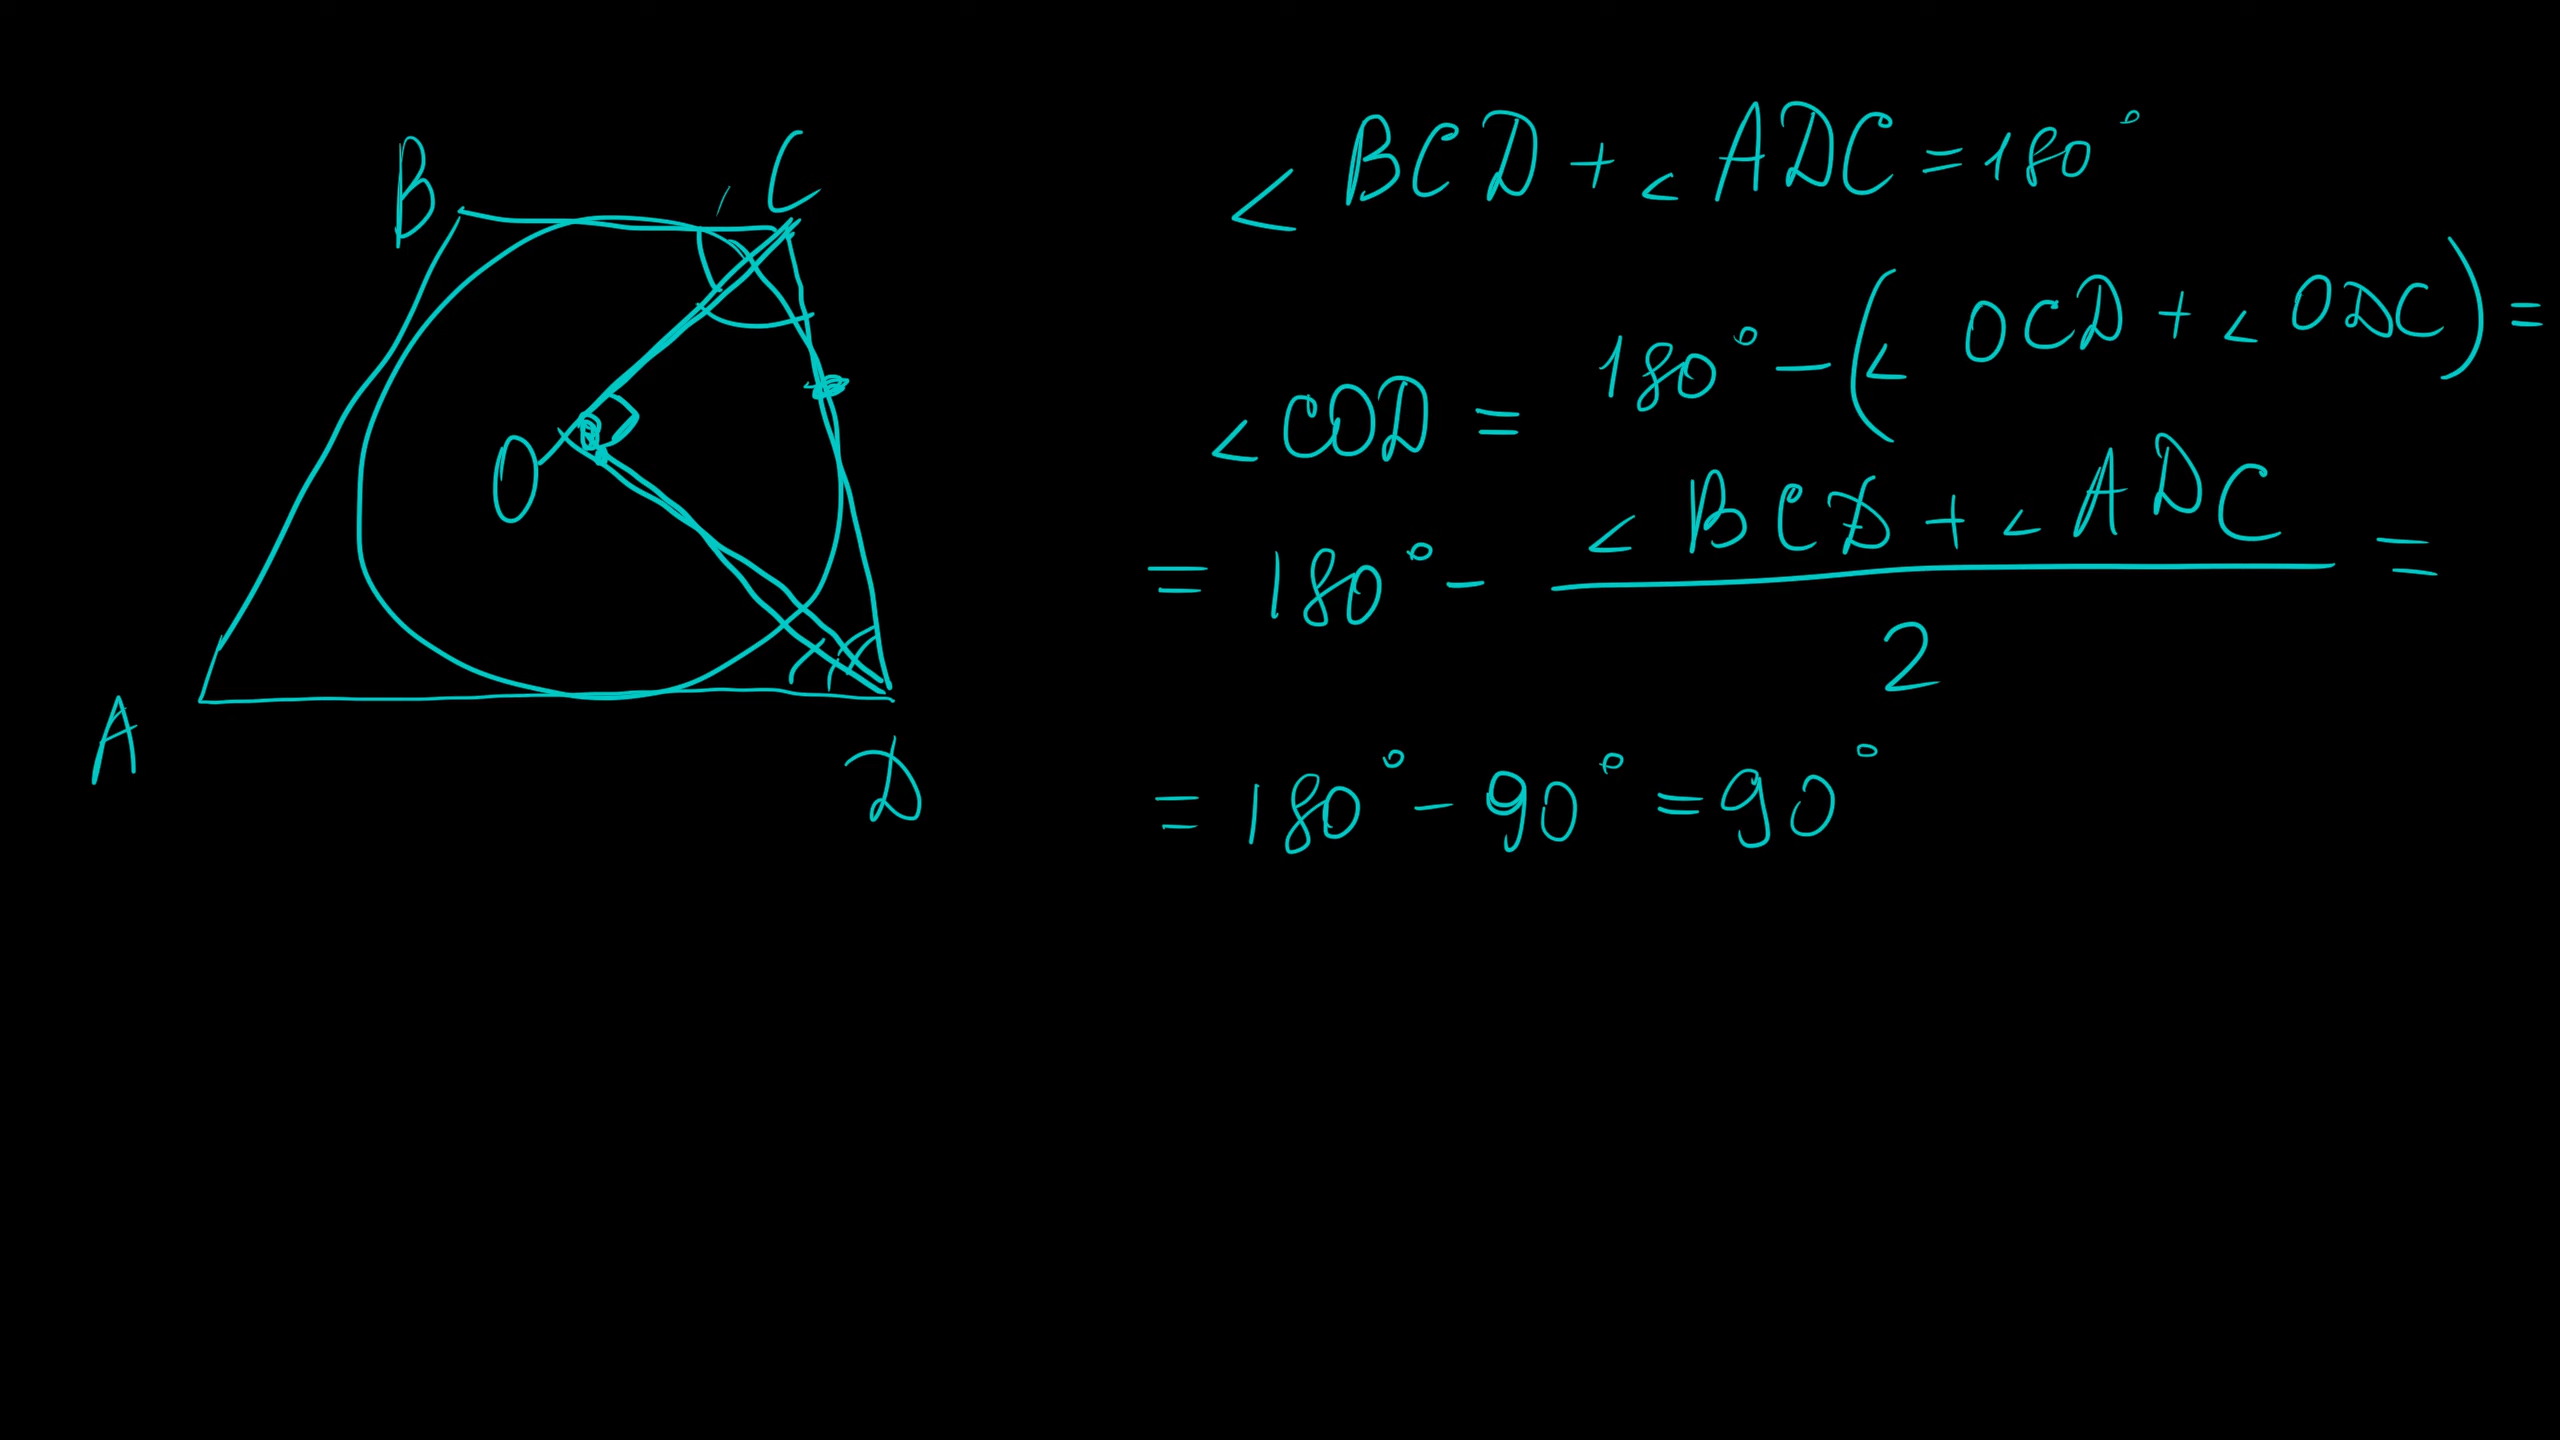 B
C
O
A
D
∠BCD + ∠ADC = 180°
∠COD = 180° - (∠OCD + ∠ODC) =
= 180° - (∠BCD + ∠ADC)/2 =
= 180° - 90° = 90°